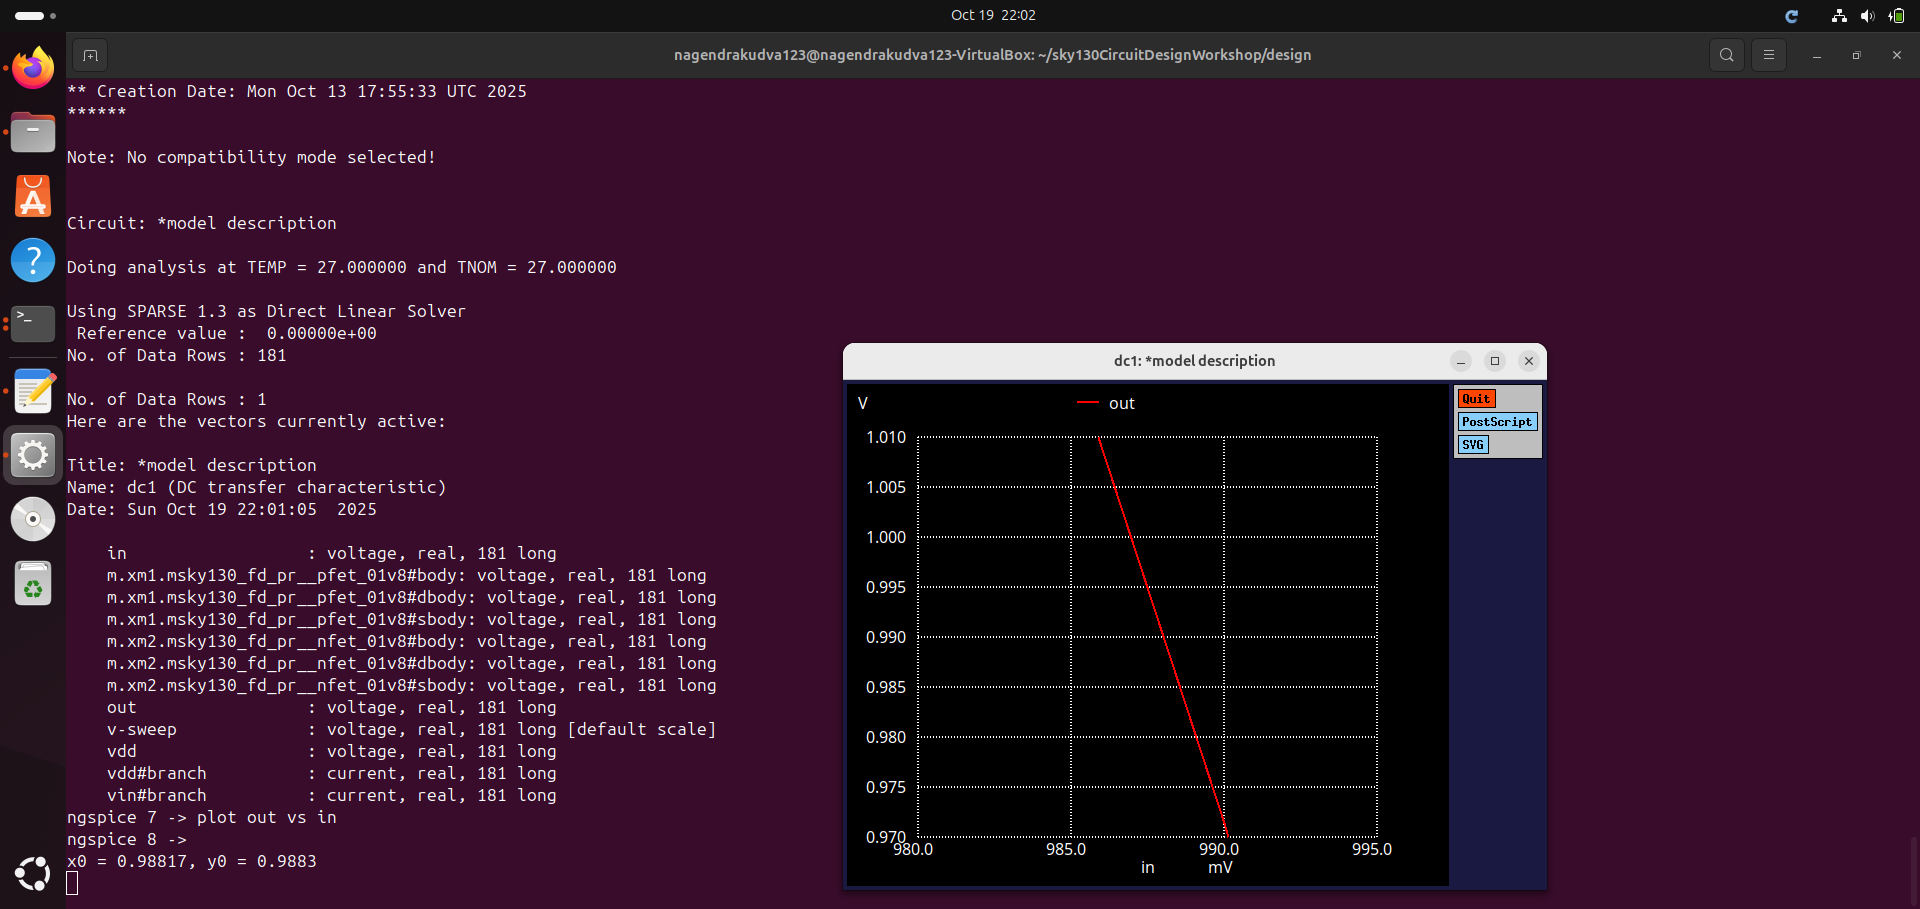 Oct 19 22:02
nagendrakudva123@nagendrakudva123-VirtualBox: ~/sky130CircuitDesignWorkshop/design
** Creation Date: Mon Oct 13 17:55:33 UTC 2025
******
Note: No compatibility mode selected!
Circuit: *model description
Doing analysis at TEMP = 27.000000 and TNOM = 27.000000
Using SPARSE 1.3 as Direct Linear Solver
Reference value :  0.00000e+00
No. of Data Rows : 181
No. of Data Rows : 1
Here are the vectors currently active:
Title: *model description
Name: dc1 (DC transfer characteristic)
Date: Sun Oct 19 22:01:05  2025
in : voltage, real, 181 long
m.xm1.msky130_fd_pr__pfet_01v8#body: voltage, real, 181 long
m.xm1.msky130_fd_pr__pfet_01v8#dbody: voltage, real, 181 long
m.xm1.msky130_fd_pr__pfet_01v8#sbody: voltage, real, 181 long
m.xm2.msky130_fd_pr__nfet_01v8#body: voltage, real, 181 long
m.xm2.msky130_fd_pr__nfet_01v8#dbody: voltage, real, 181 long
m.xm2.msky130_fd_pr__nfet_01v8#sbody: voltage, real, 181 long
out : voltage, real, 181 long
v-sweep : voltage, real, 181 long [default scale]
vdd : voltage, real, 181 long
vdd#branch : current, real, 181 long
vin#branch : current, real, 181 long
ngspice 7 -> plot out vs in
ngspice 8 ->
x0 = 0.98817, y0 = 0.9883
dc1: *model description
V
out
Quit
PostScript
SVG
1.010
1.005
1.000
0.995
0.990
0.985
0.980
0.975
0.970
980.0 985.0 990.0 995.0
in mV